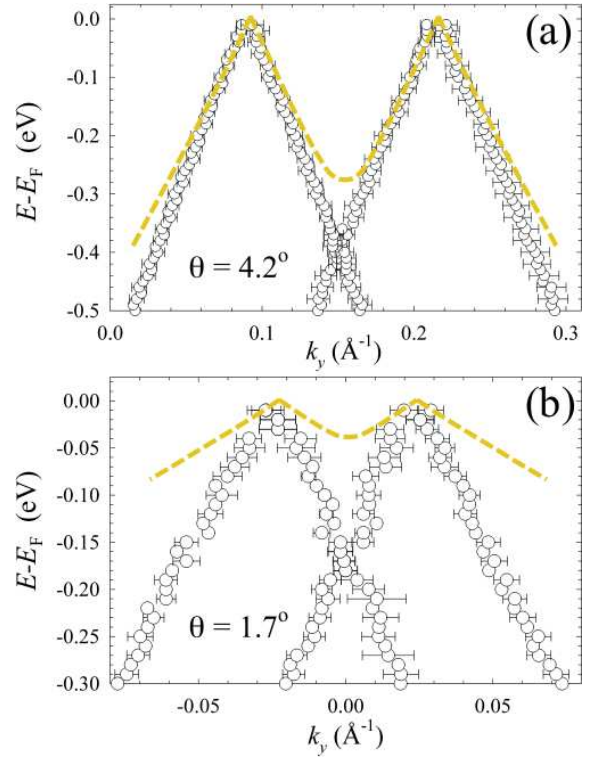 (a)
E-E_F (eV)
0.0
-0.1
-0.2
-0.3
-0.4
-0.5
θ = 4.2°
0.0 0.1 0.2 0.3
k_y (Å⁻¹)
(b)
E-E_F (eV)
0.00
-0.05
-0.10
-0.15
-0.20
-0.25
-0.30
θ = 1.7°
-0.05 0.00 0.05
k_y (Å⁻¹)